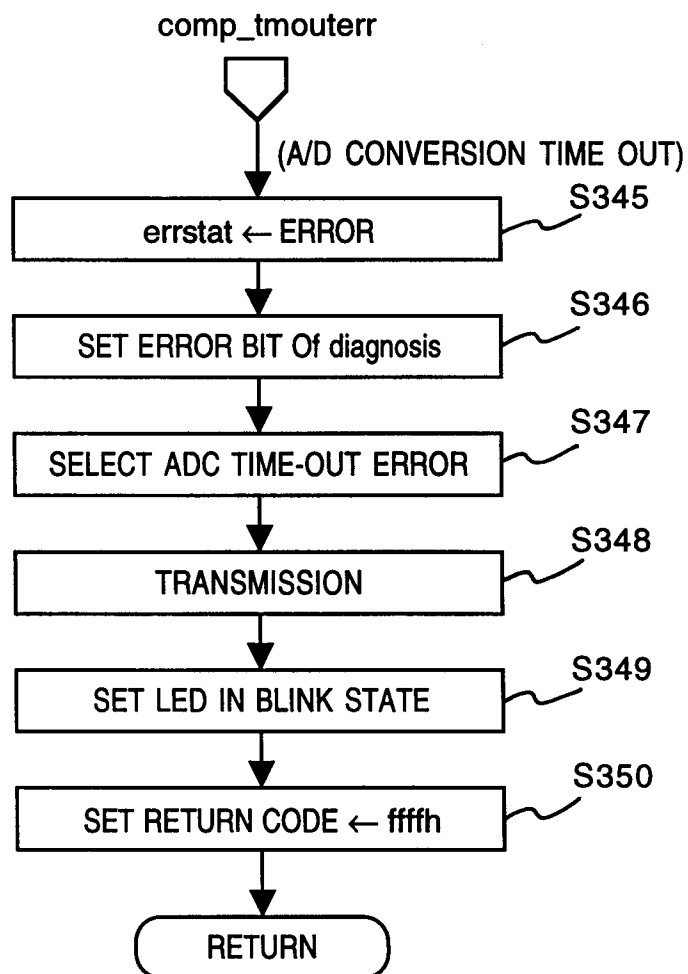 comp_tmouterr
(A/D CONVERSION TIME OUT)
S345
errstat ← ERROR
S346
SET ERROR BIT Of diagnosis
S347
SELECT ADC TIME-OUT ERROR
S348
TRANSMISSION
S349
SET LED IN BLINK STATE
S350
SET RETURN CODE ← ffffh
RETURN